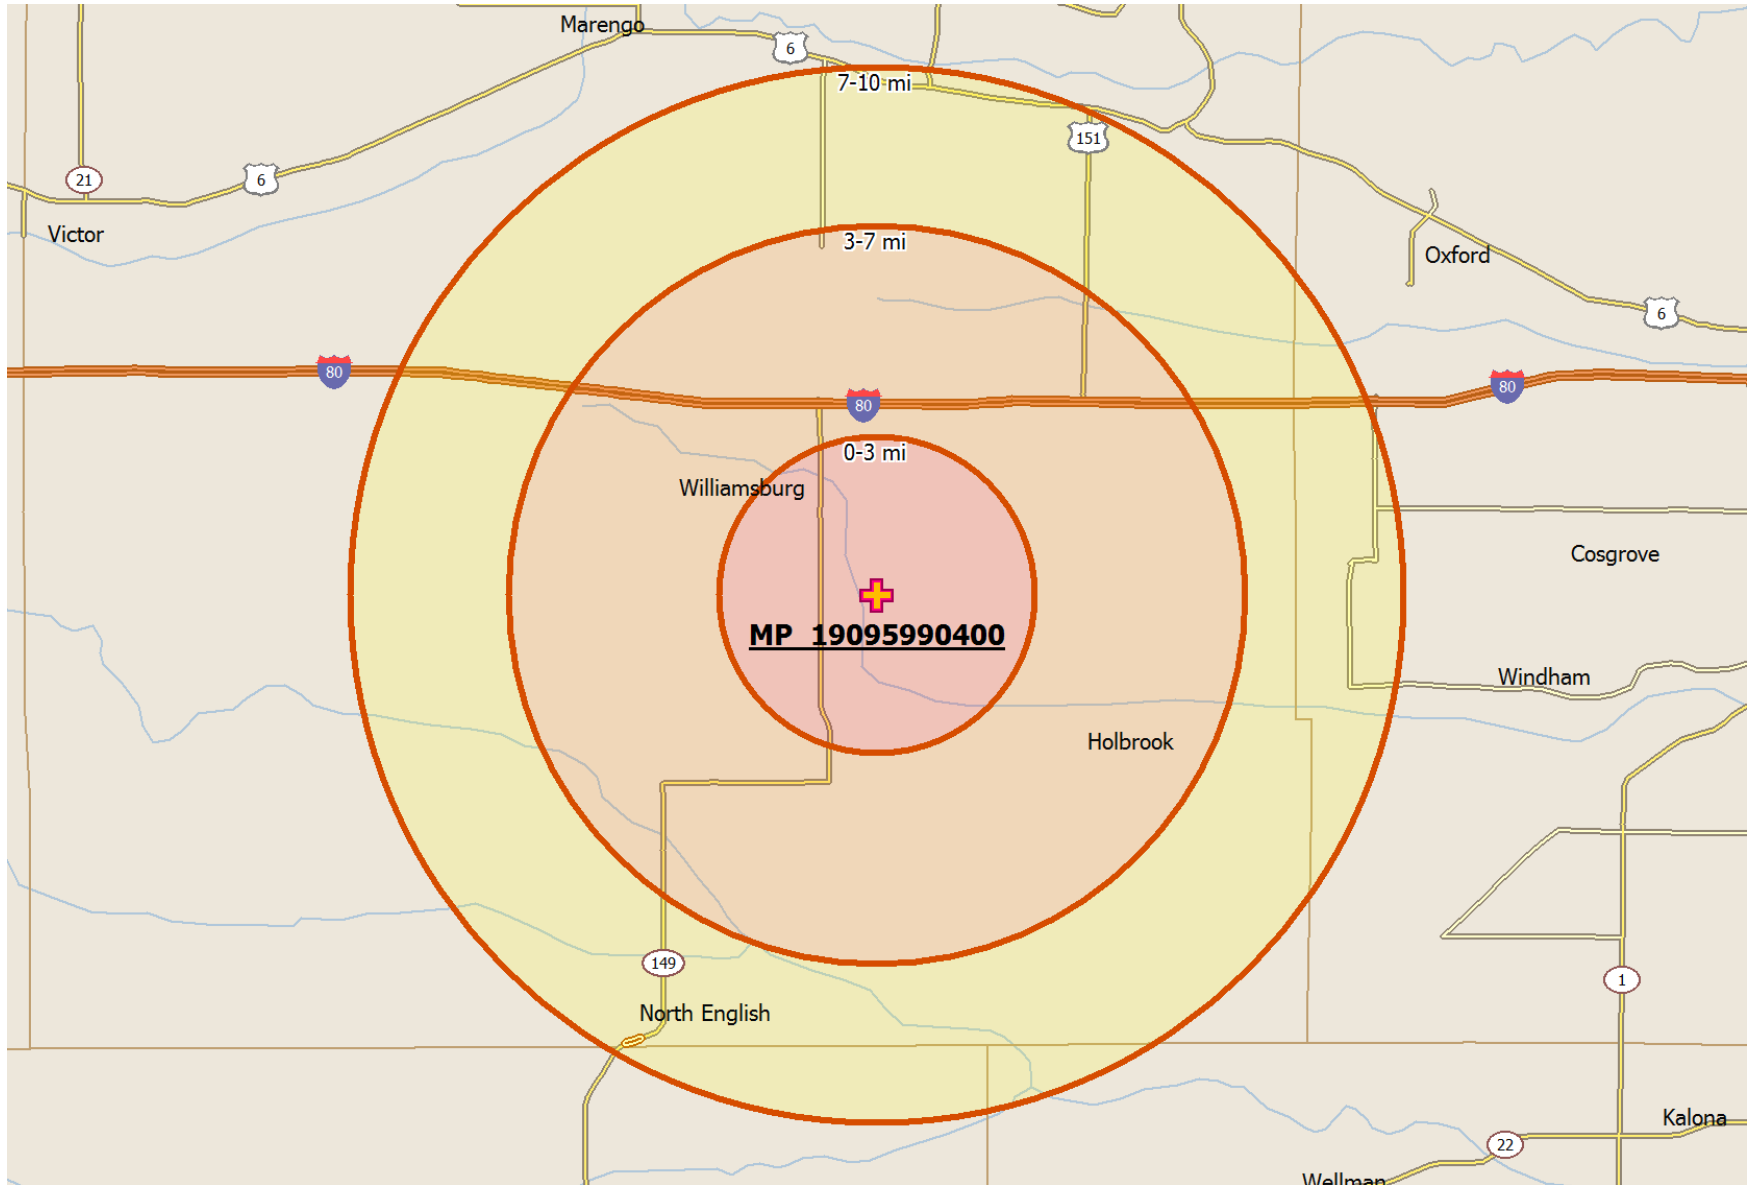 Marengo
6
7-10 mi
151
21
6
Victor
3-7 mi
Oxford
6
80
80
80
0-3 mi
Williamsburg
Cosgrove
MP 19095990400
Windham
Holbrook
149
1
North English
Kalona
22
Wellman